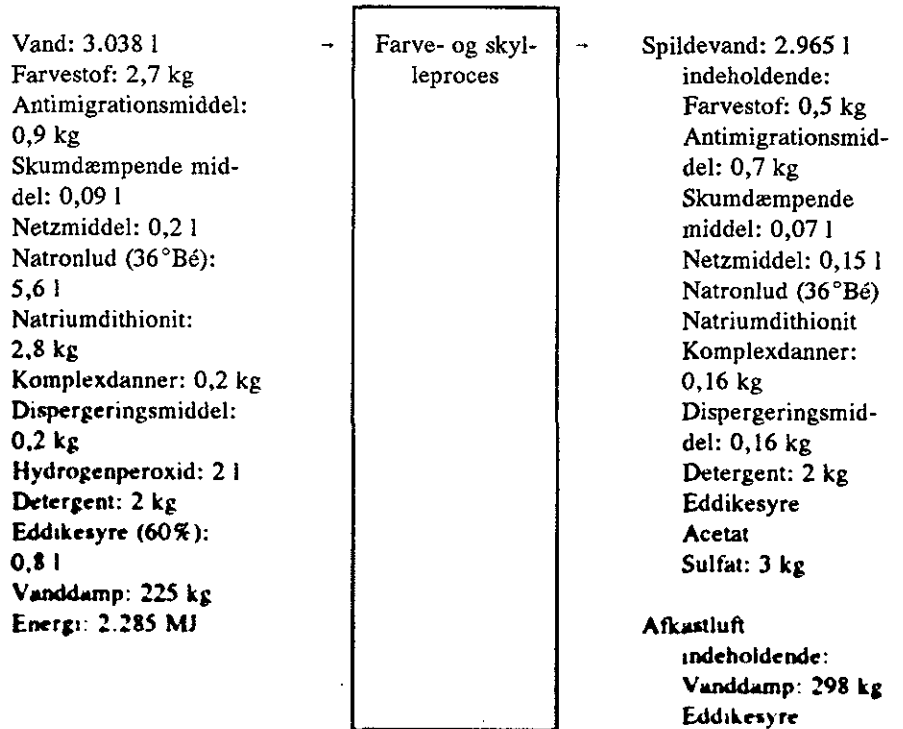 Vand: 3.038 l
Farvestof: 2,7 kg
Antimigrationsmiddel:
0,9 kg
Skumdæmpende mid-
del: 0,09 l
Netzmiddel: 0,2 l
Natronlud (36°Bé):
5,6 l
Natriumdithionit:
2,8 kg
Komplexdanner: 0,2 kg
Dispergeringsmiddel:
0,2 kg
Hydrogenperoxid: 2 l
Detergent: 2 kg
Eddikesyre (60%):
0,8 l
Vanddamp: 225 kg
Energi: 2.285 MJ
→
Farve- og skyl-
leproces
→
Spildevand: 2.965 l
indeholdende:
Farvestof: 0,5 kg
Antimigrationsmid-
del: 0,7 kg
Skumdæmpende
middel: 0,07 l
Netzmiddel: 0,15 l
Natronlud (36°Bé)
Natriumdithionit
Komplexdanner:
0,16 kg
Dispergeringsmid-
del: 0,16 kg
Detergent: 2 kg
Eddikesyre
Acetat
Sulfat: 3 kg
Afkastluft
indeholdende:
Vanddamp: 298 kg
Eddikesyre